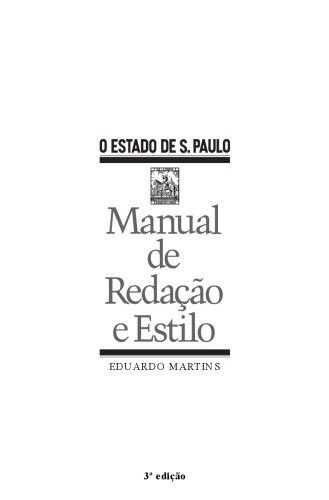 O ESTADO DE S. PAULO
Manual
de
Redação
e Estilo
EDUARDO MARTINS
3ª edição